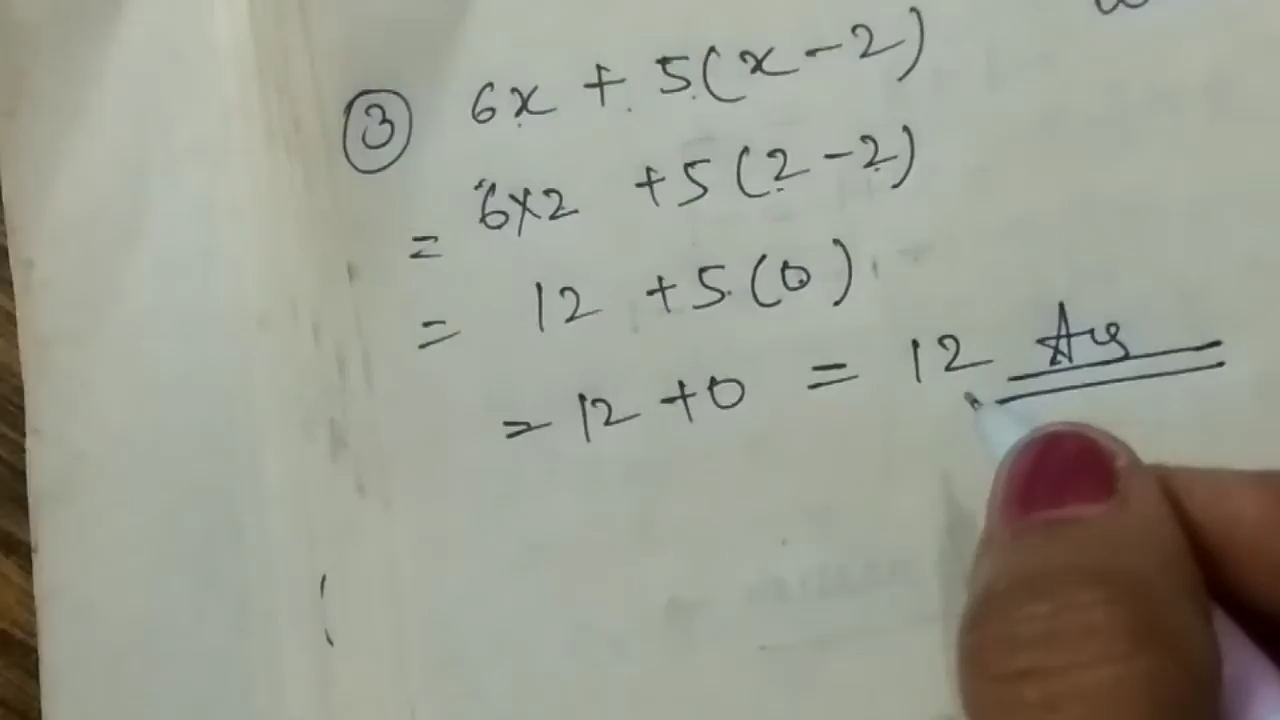 ③ 6x + 5(x-2)
= 6×2 +5(2-2)
= 12 +5(0)
= 12 +0 = 12 Ans